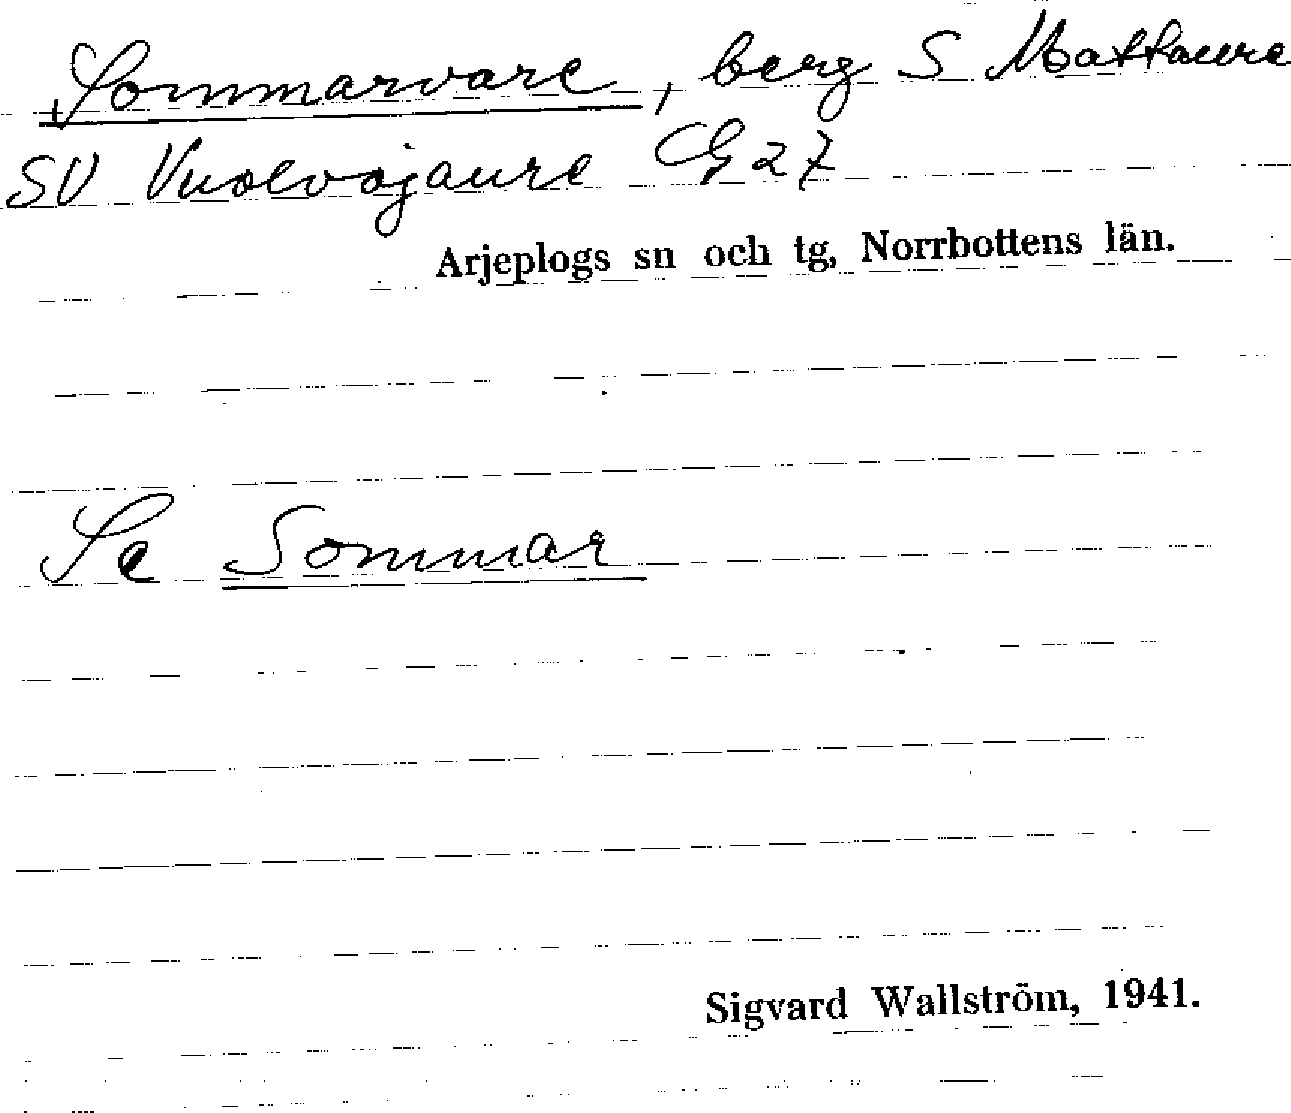 Sommarvare, berg S Mattaure
SV Vuolvojaure G 27
Arjeplogs sn och tg, Norrbottens län.
Se Sommar
Sigvard Wallström, 1941.